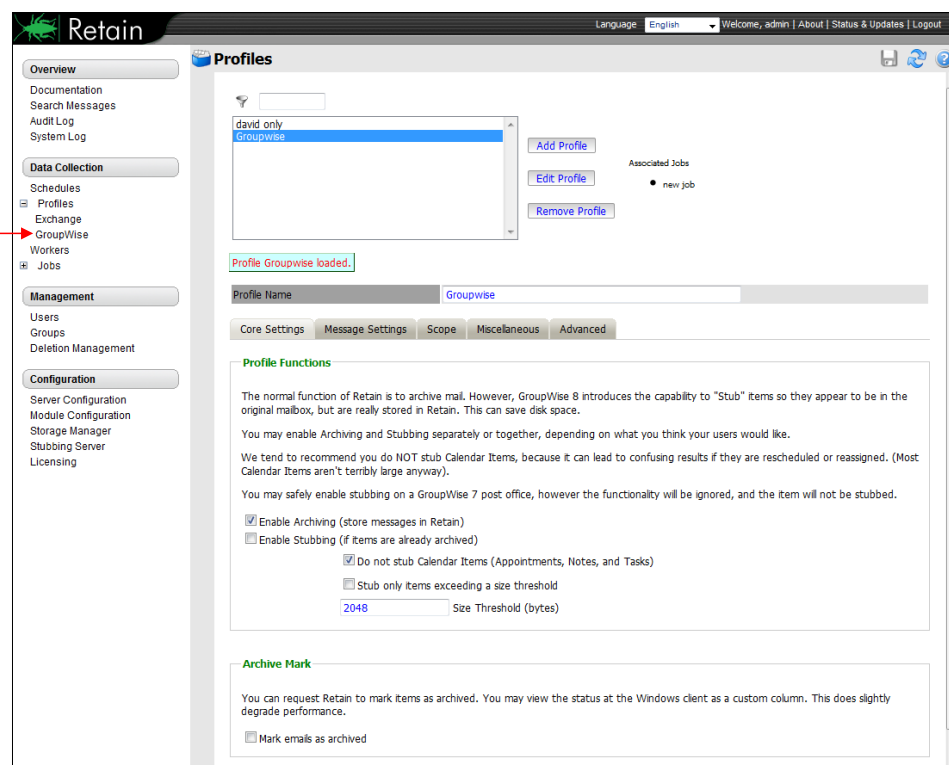 Retain
Language English Welcome, admin | About | Status & Updates | Logout
Overview
Documentation
Search Messages
Audit Log
System Log
Data Collection
Schedules
Profiles
Exchange
GroupWise
Workers
Jobs
Management
Users
Groups
Deletion Management
Configuration
Server Configuration
Module Configuration
Storage Manager
Stubbing Server
Licensing
Profiles
david only
Groupwise
Add Profile
Edit Profile
Remove Profile
Associated Jobs
new job
Profile Groupwise loaded.
Profile Name Groupwise
Core Settings Message Settings Scope Miscellaneous Advanced
Profile Functions
The normal function of Retain is to archive mail. However, GroupWise 8 introduces the capability to "Stub" items so they appear to be in the
original mailbox, but are really stored in Retain. This can save disk space.
You may enable Archiving and Stubbing separately or together, depending on what you think your users would like.
We tend to recommend you do NOT stub Calendar Items, because it can lead to confusing results if they are rescheduled or reassigned. (Most
Calendar Items aren't terribly large anyway).
You may safely enable stubbing on a GroupWise 7 post office, however the functionality will be ignored, and the item will not be stubbed.
Enable Archiving (store messages in Retain)
Enable Stubbing (if items are already archived)
Do not stub Calendar Items (Appointments, Notes, and Tasks)
Stub only items exceeding a size threshold
2048 Size Threshold (bytes)
Archive Mark
You can request Retain to mark items as archived. You may view the status at the Windows client as a custom column. This does slightly
degrade performance.
Mark emails as archived